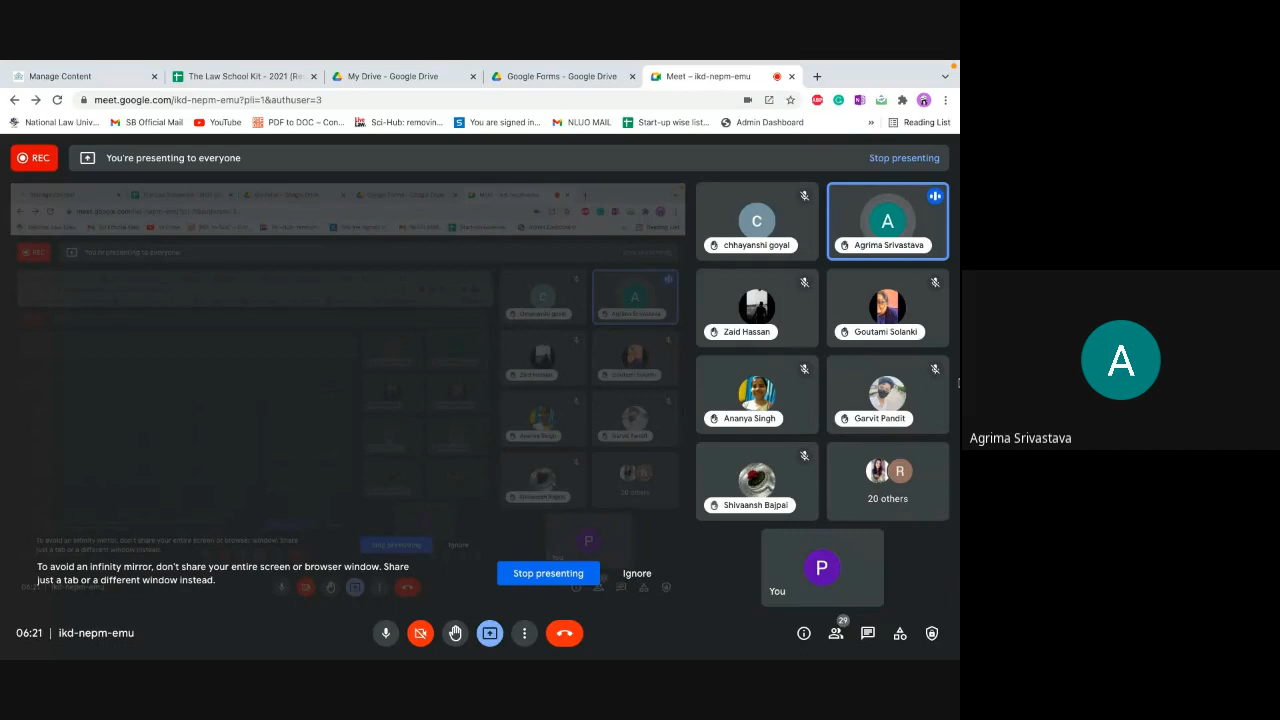 Manage Content
The Law School Kit - 2021 (Re
My Drive - Google Drive
Google Forms - Google Drive
Meet – ikd-nepm-emu
meet.google.com/ikd-nepm-emu?pli=1&authuser=3
National Law Univ...
SB Official Mail
YouTube
PDF to DOC – Con...
Sci-Hub: removin...
You are signed in...
NLUO MAIL
Start-up wise list...
Admin Dashboard
»
Reading List
REC
You're presenting to everyone
Stop presenting
C
chhayanshi goyal
A
Agrima Srivastava
Zaid Hassan
Goutami Solanki
Ananya Singh
Garvit Pandit
Shivaansh Bajpai
R
20 others
P
You
To avoid an infinity mirror, don't share your entire screen or browser window. Share
just a tab or a different window instead.
Stop presenting
Ignore
06:21 | ikd-nepm-emu
29
A
Agrima Srivastava